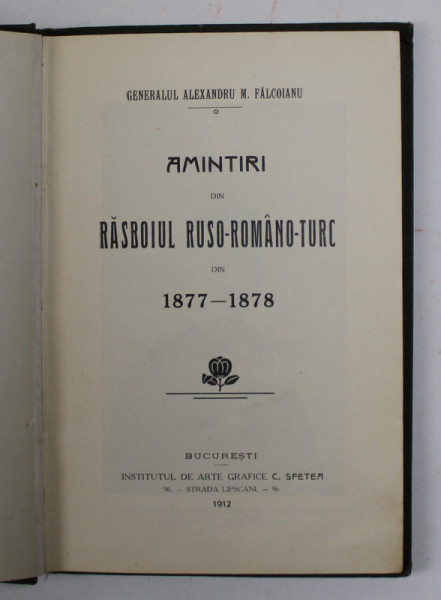 GENERALUL ALEXANDRU M. FĂLCOIANU
AMINTIRI
DIN
RĂSBOIUL RUSO-ROMÂNO-TURC
DIN
1877—1878
BUCUREȘTI
INSTITUTUL DE ARTE GRAFICE C. SFETEA
96. — STRADA LIPSCANI. — 96
1912